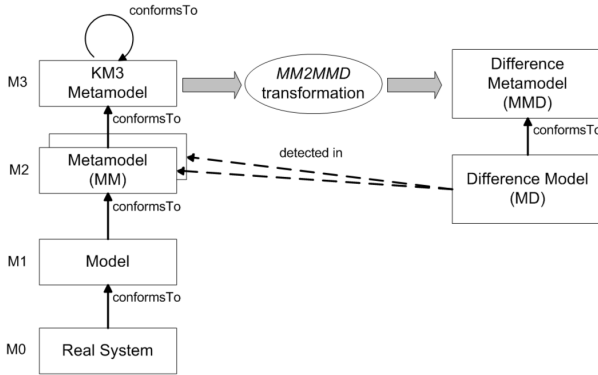 conformsTo
M3
KM3
Metamodel
MM2MMD
transformation
Difference
Metamodel
(MMD)
conformsTo
conformsTo
M2
Metamodel
(MM)
detected in
Difference Model
(MD)
conformsTo
M1
Model
conformsTo
M0
Real System